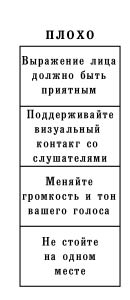 ПЛОХО
Выражение лица
должно быть
приятным
Поддерживайте
визуальный
контакг со
слушателями
Меняйте
громкость и тон
вашего голоса
Не стойте
на одном
месте